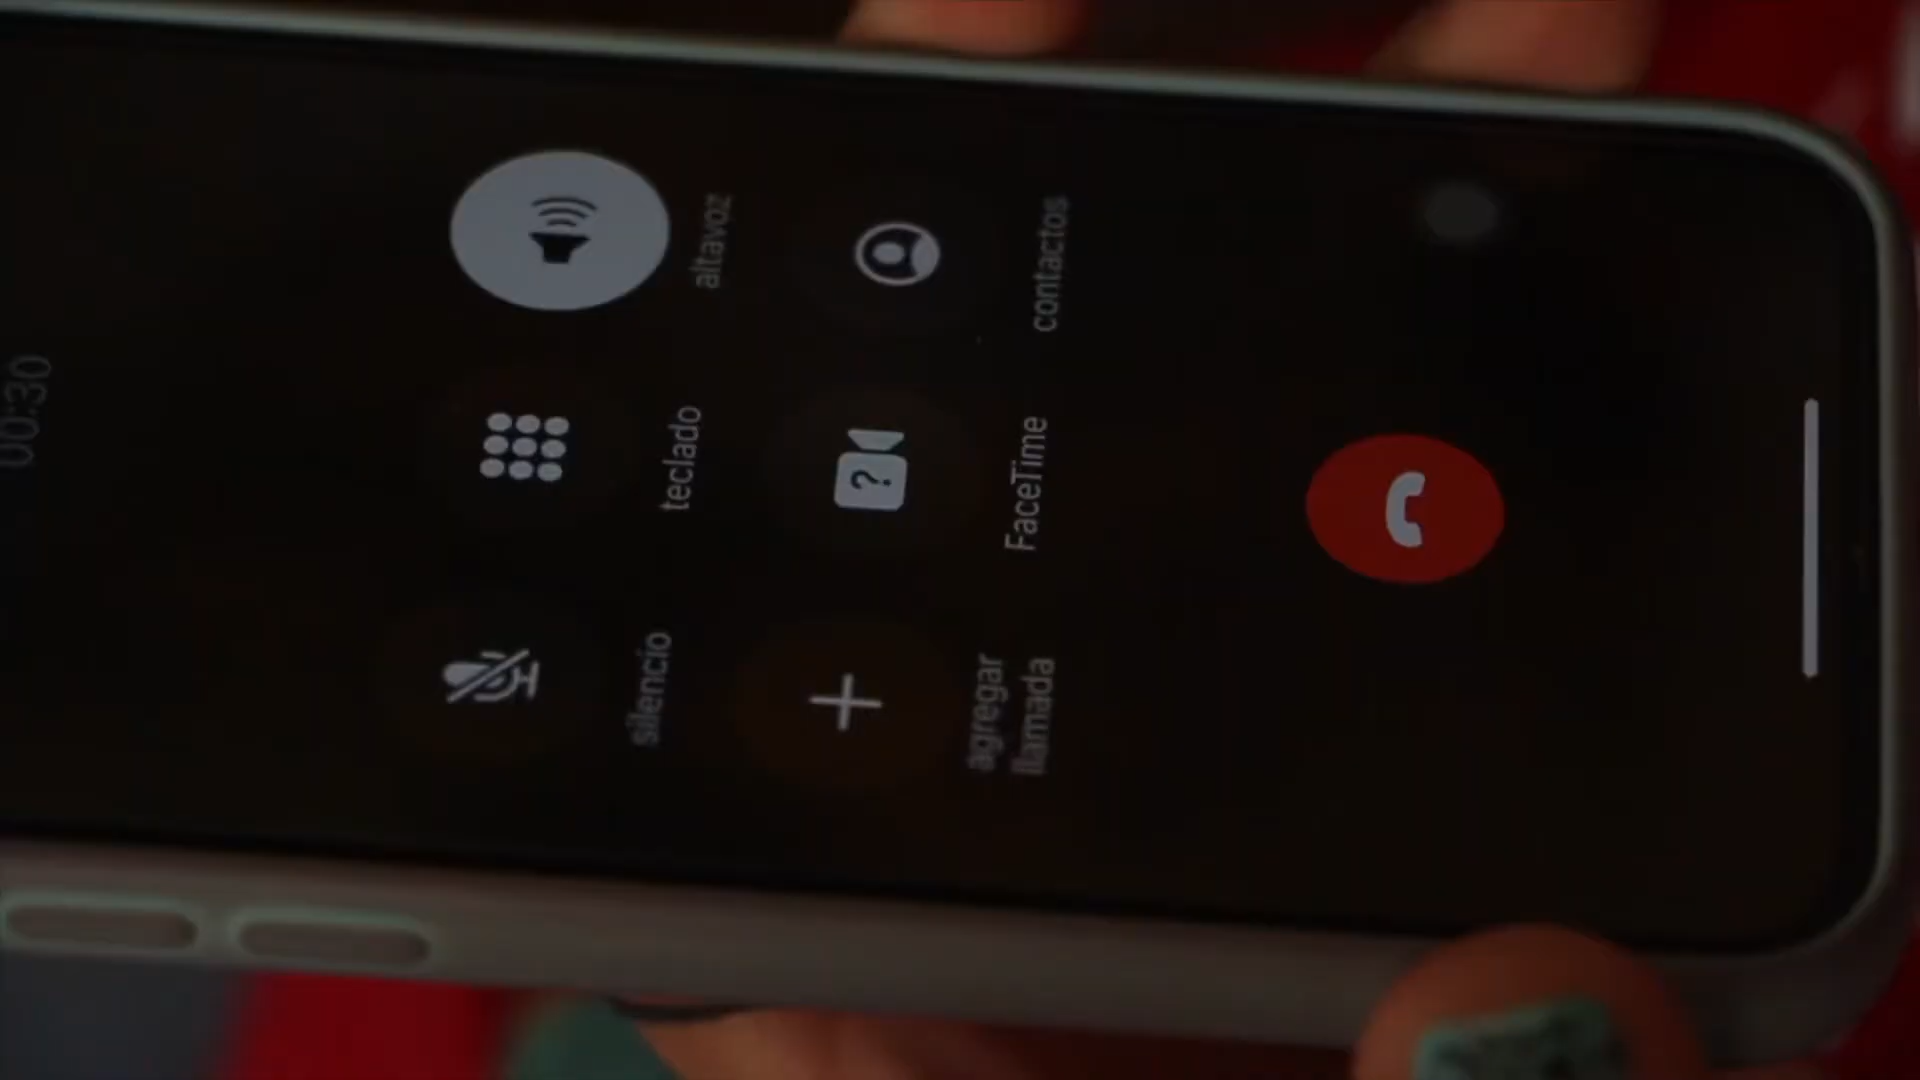 00:30
silencio
teclado
altavoz
agregar
llamada
FaceTime
?
contactos